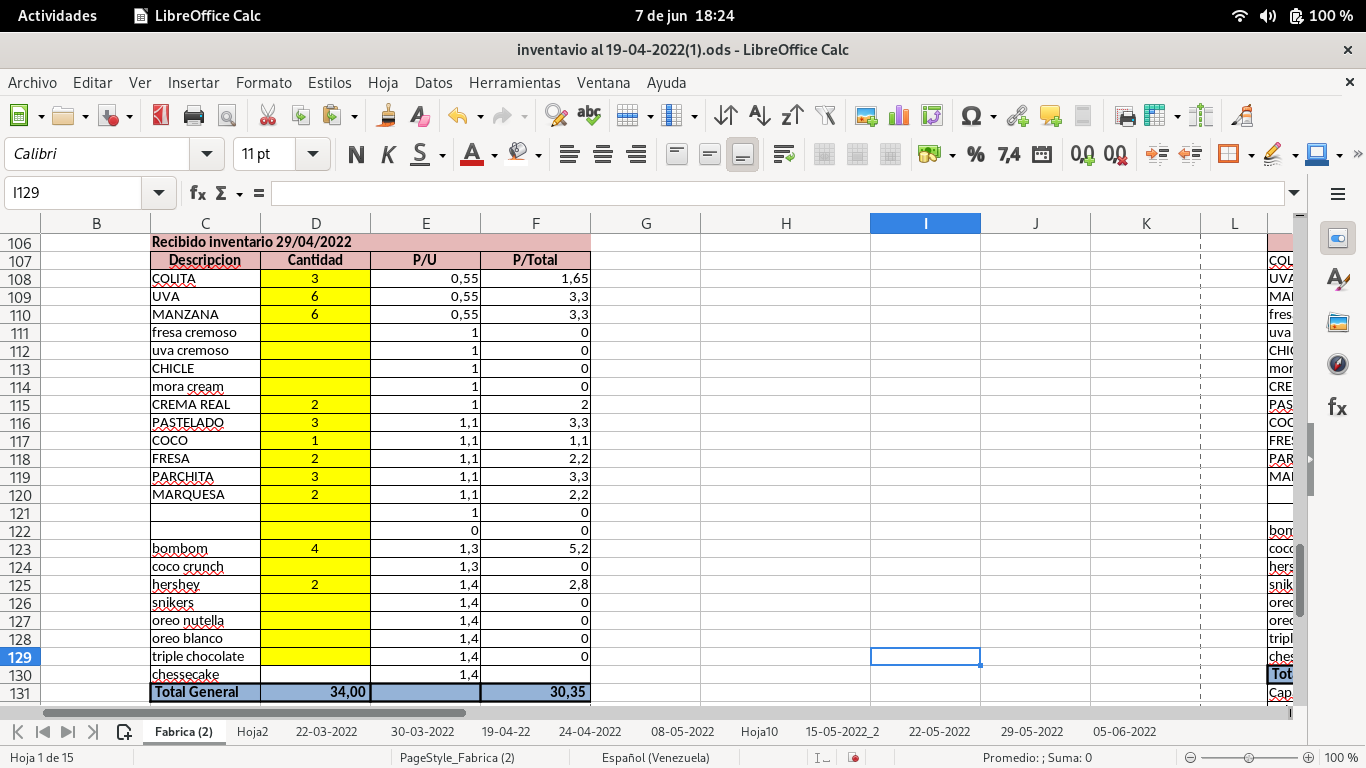 Actividades LibreOffice Calc 7 de jun 18:24 100 %
inventavio al 19-04-2022(1).ods - LibreOffice Calc
Archivo Editar Ver Insertar Formato Estilos Hoja Datos Herramientas Ventana Ayuda
Calibri 11 pt N K S A % 7,4 0,0 0,0
I129 fx Σ =
B C D E F G H I J K L
106 Recibido inventario 29/04/2022
107 Descripcion Cantidad P/U P/Total COL
108 COLITA 3 0,55 1,65 UVA
109 UVA 6 0,55 3,3 MAI
110 MANZANA 6 0,55 3,3 fres
111 fresa cremoso 1 0 uva
112 uva cremoso 1 0 CHIC
113 CHICLE 1 0 mor
114 mora cream 1 0 CRE
115 CREMA REAL 2 1 2 PAS
116 PASTELADO 3 1,1 3,3 COC
117 COCO 1 1,1 1,1 FRES
118 FRESA 2 1,1 2,2 PAR
119 PARCHITA 3 1,1 3,3 MAI
120 MARQUESA 2 1,1 2,2
121 1 0
122 0 0 bom
123 bombom 4 1,3 5,2 coco
124 coco crunch 1,3 0 hers
125 hershey 2 1,4 2,8 snik
126 snikers 1,4 0 oreo
127 oreo nutella 1,4 0 oreo
128 oreo blanco 1,4 0 tripl
129 triple chocolate 1,4 0 ches
130 chessecake 1,4 Tot
131 Total General 34,00 30,35 Cap
Fabrica (2) Hoja2 22-03-2022 30-03-2022 19-04-22 24-04-2022 08-05-2022 Hoja10 15-05-2022_2 22-05-2022 29-05-2022 05-06-2022
Hoja 1 de 15 PageStyle_Fabrica (2) Español (Venezuela) Promedio: ; Suma: 0 100 %